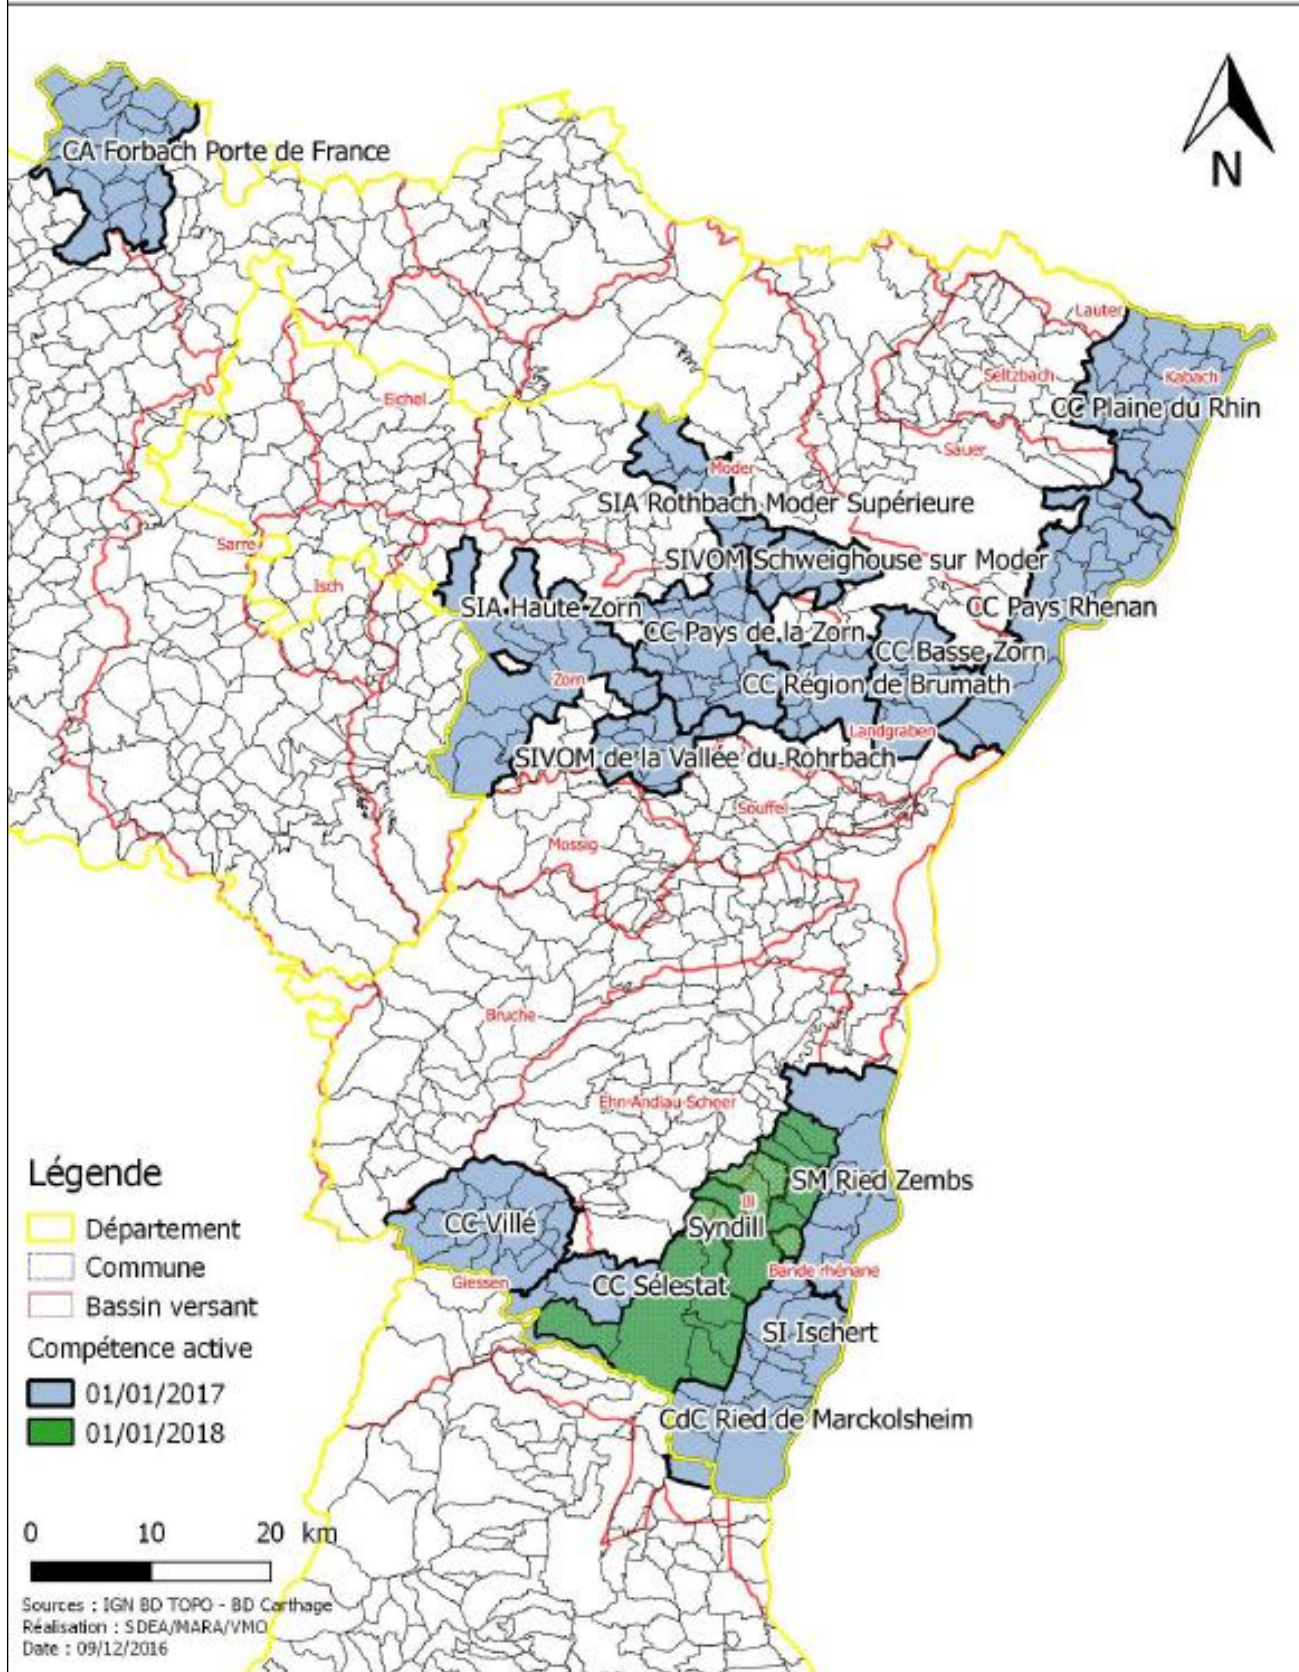 N
CA Forbach Porte de France
Lauter
Seltzbach
Kabach
CC Plaine du Rhin
Eichel
Sauer
Moder
SIA Rothbach Moder Supérieure
Sarre
SIVOM Schweighouse sur Moder
Isch
SIA Haute Zorn
CC Pays Rhenan
CC Pays de la Zorn
CC Basse Zorn
Zorn
CC Région de Brumath
Landgraben
SIVOM de la Vallée du Rohrbach
Souffel
Mossig
Bruche
Ehn-Andlau-Scheer
Légende
SM Ried Zembs
Ill
Département
CC Villé
Syndill
Commune
Bande rhénane
Giessen
CC Sélestat
Bassin versant
SI Ischert
Compétence active
01/01/2017
CdC Ried de Marckolsheim
01/01/2018
0 10 20 km
Sources : IGN BD TOPO - BD Carthage
Réalisation : SDEA/MARA/VMO
Date : 09/12/2016